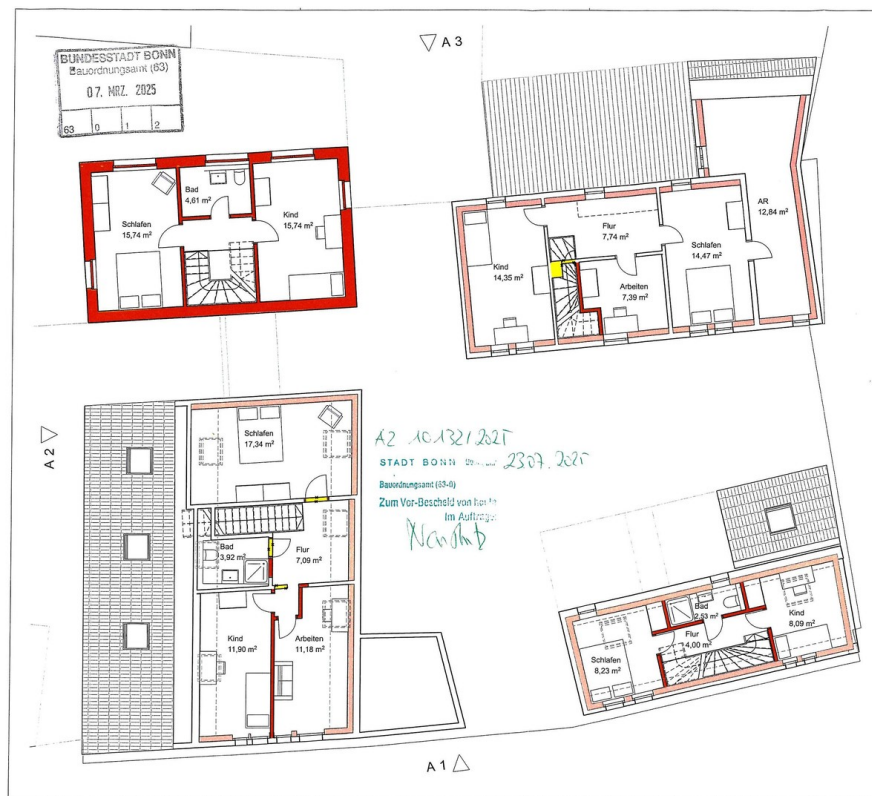 A 3
BUNDESSTADT BONN
Bauordnungsamt (63)
07. MRZ. 2025
63 0 1 2
Bad
4,61 m²
Schlafen
15,74 m²
Kind
15,74 m²
AR
12,84 m²
Flur
7,74 m²
Schlafen
14,47 m²
Kind
14,35 m²
Arbeiten
7,39 m²
A 2
Schlafen
17,34 m²
Bad
3,92 m²
Flur
7,09 m²
Kind
11,90 m²
Arbeiten
11,18 m²
STADT BONN
23.07.2025
Bauordnungsamt (63-0)
Zum Vor-Bescheid von
Im Auftrage:
Bad
2,53 m²
Kind
8,09 m²
Flur
4,00 m²
Schlafen
8,23 m²
A 1